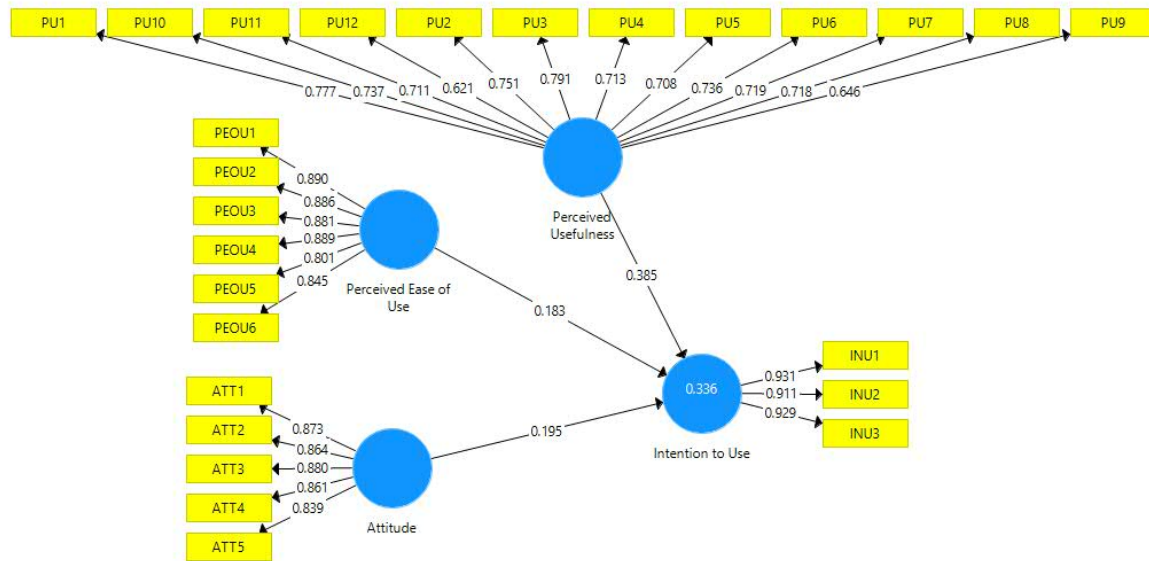 PU1 PU10 PU11 PU12 PU2 PU3 PU4 PU5 PU6 PU7 PU8 PU9
0.777 0.737 0.711 0.621 0.751 0.791 0.713 0.708 0.736 0.719 0.718 0.646
Perceived
Usefulness
PEOU1
PEOU2
PEOU3
PEOU4
PEOU5
PEOU6
0.890
0.886
0.881
0.889
0.801
0.845
Perceived Ease of
Use
0.385
0.183
ATT1
ATT2
ATT3
ATT4
ATT5
0.873
0.864
0.880
0.861
0.839
Attitude
0.195
0.336
Intention to Use
0.931
0.911
0.929
INU1
INU2
INU3